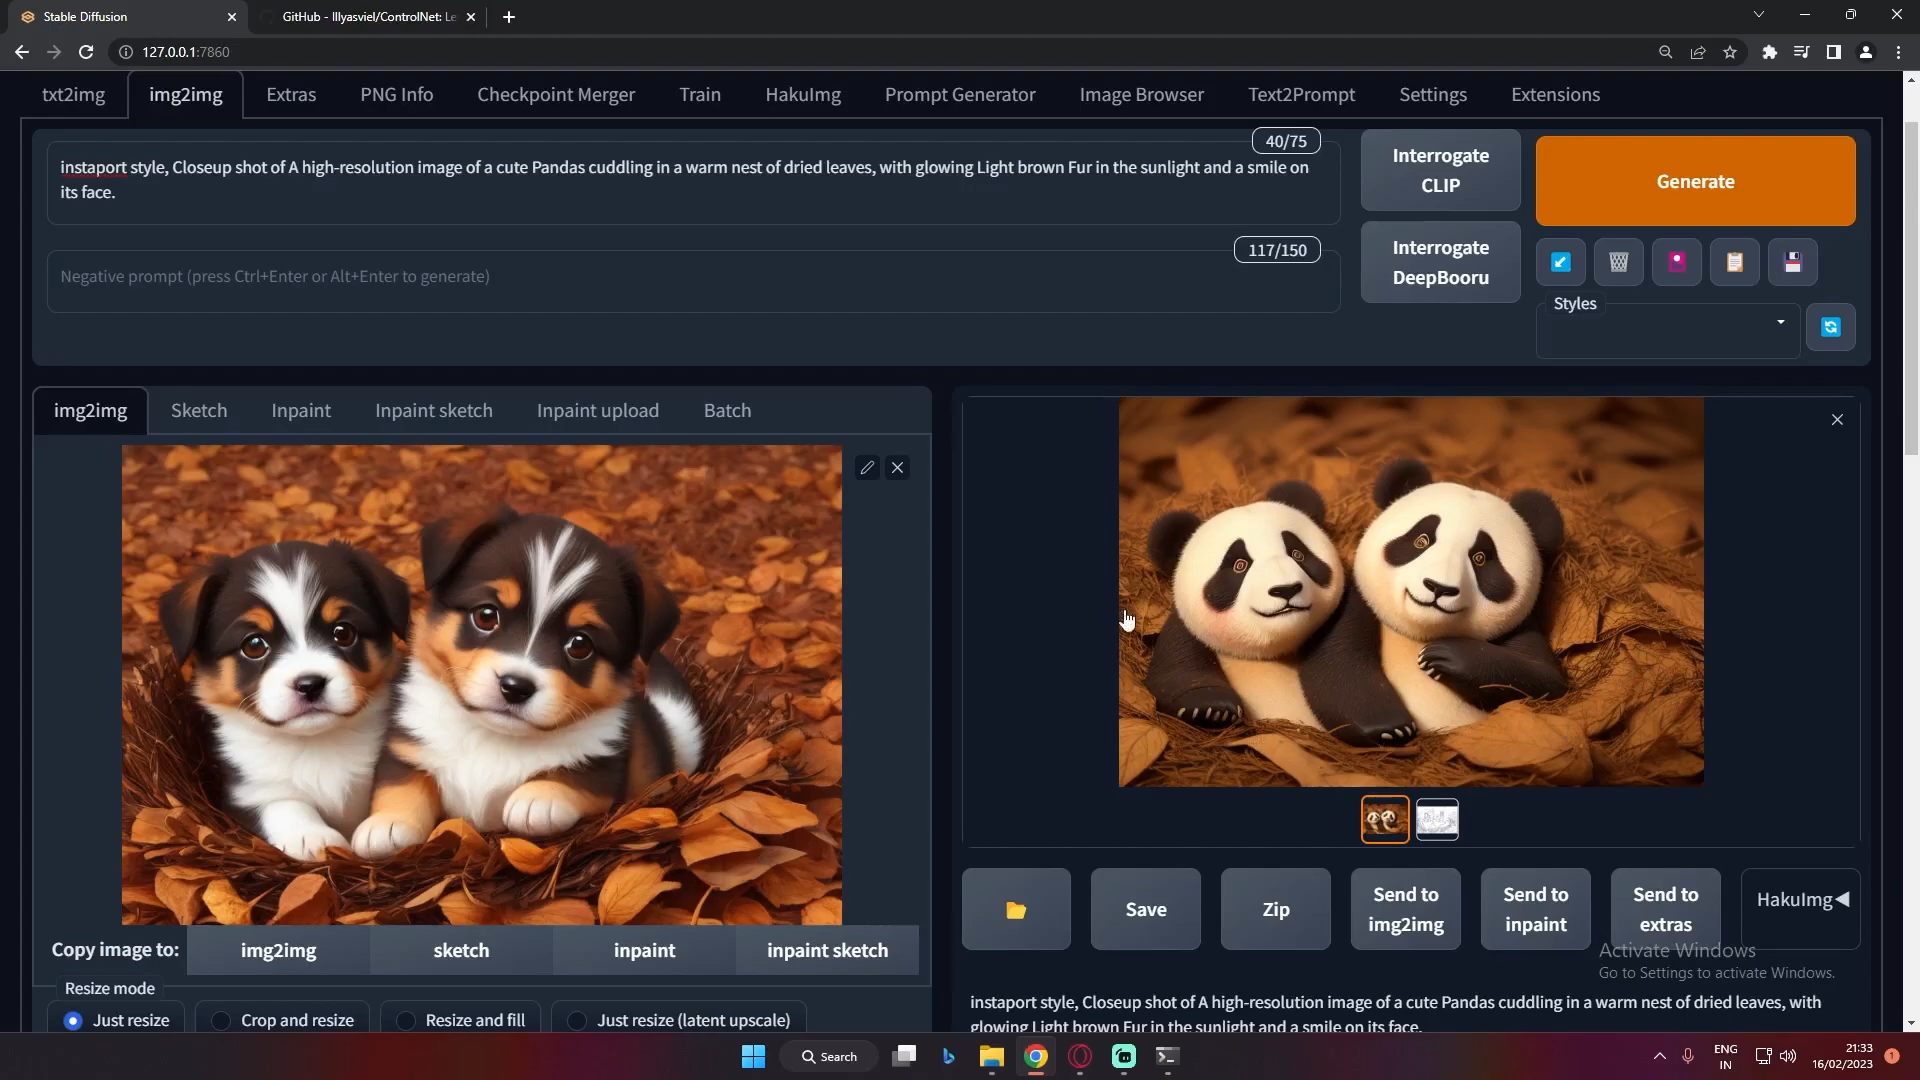 Stable Diffusion
GitHub - lllyasviel/ControlNet: Le
127.0.0.1:7860
txt2img
img2img
Extras
PNG Info
Checkpoint Merger
Train
HakuImg
Prompt Generator
Image Browser
Text2Prompt
Settings
Extensions
40/75
instaport style, Closeup shot of A high-resolution image of a cute Pandas cuddling in a warm nest of dried leaves, with glowing Light brown Fur in the sunlight and a smile on
its face.
Interrogate
CLIP
Generate
117/150
Negative prompt (press Ctrl+Enter or Alt+Enter to generate)
Interrogate
DeepBooru
Styles
img2img
Sketch
Inpaint
Inpaint sketch
Inpaint upload
Batch
Copy image to:
img2img
sketch
inpaint
inpaint sketch
Resize mode
Just resize
Crop and resize
Resize and fill
Just resize (latent upscale)
Save
Zip
Send to
img2img
Send to
inpaint
Send to
extras
HakuImg
Activate Windows
Go to Settings to activate Windows.
instaport style, Closeup shot of A high-resolution image of a cute Pandas cuddling in a warm nest of dried leaves, with
glowing Light brown Fur in the sunlight and a smile on its face.
Search
ENG
IN
21:33
16/02/2023
1